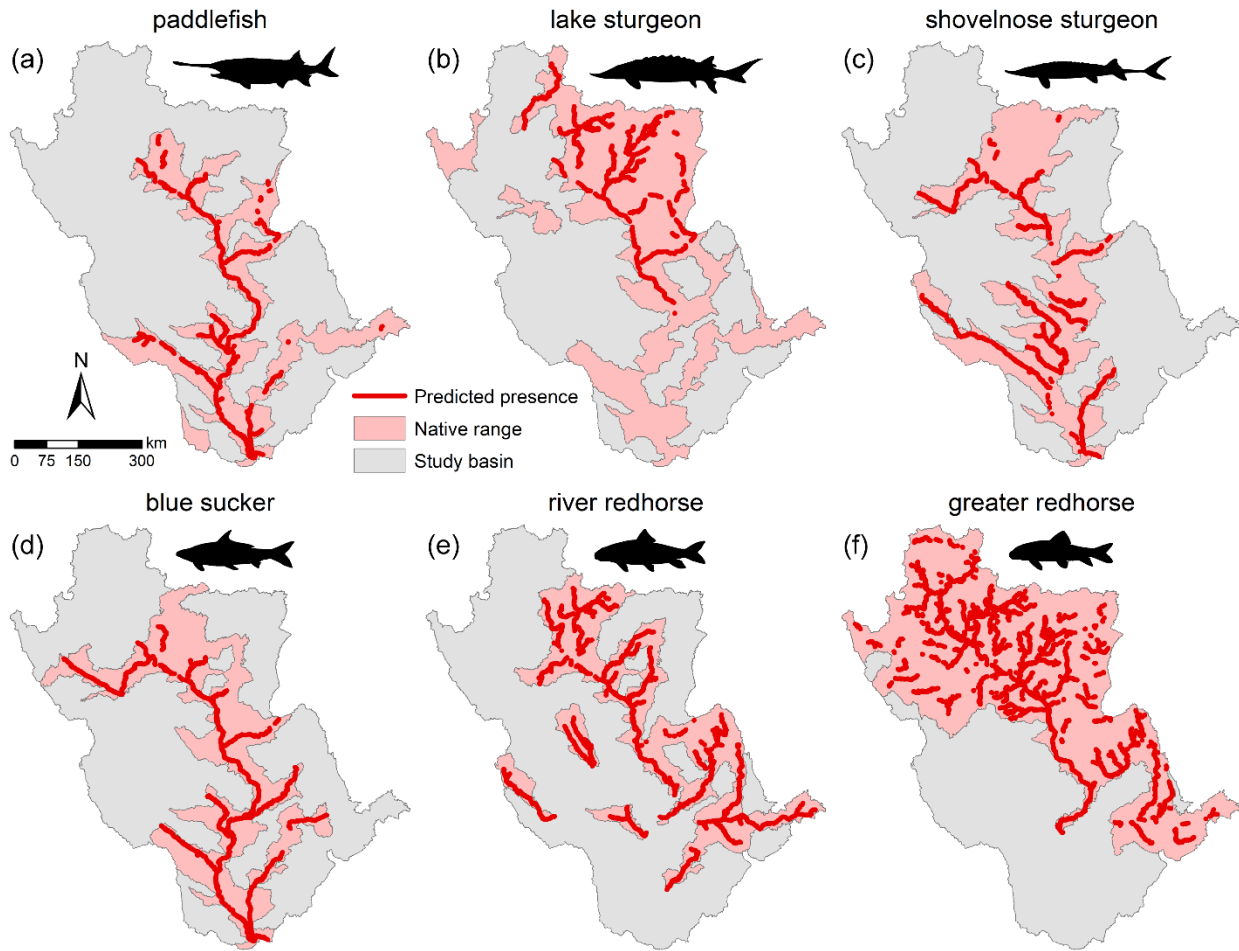 paddlefish
lake sturgeon
shovelnose sturgeon
(a)
(b)
(c)
N
km
0 75 150 300
Predicted presence
Native range
Study basin
blue sucker
river redhorse
greater redhorse
(d)
(e)
(f)